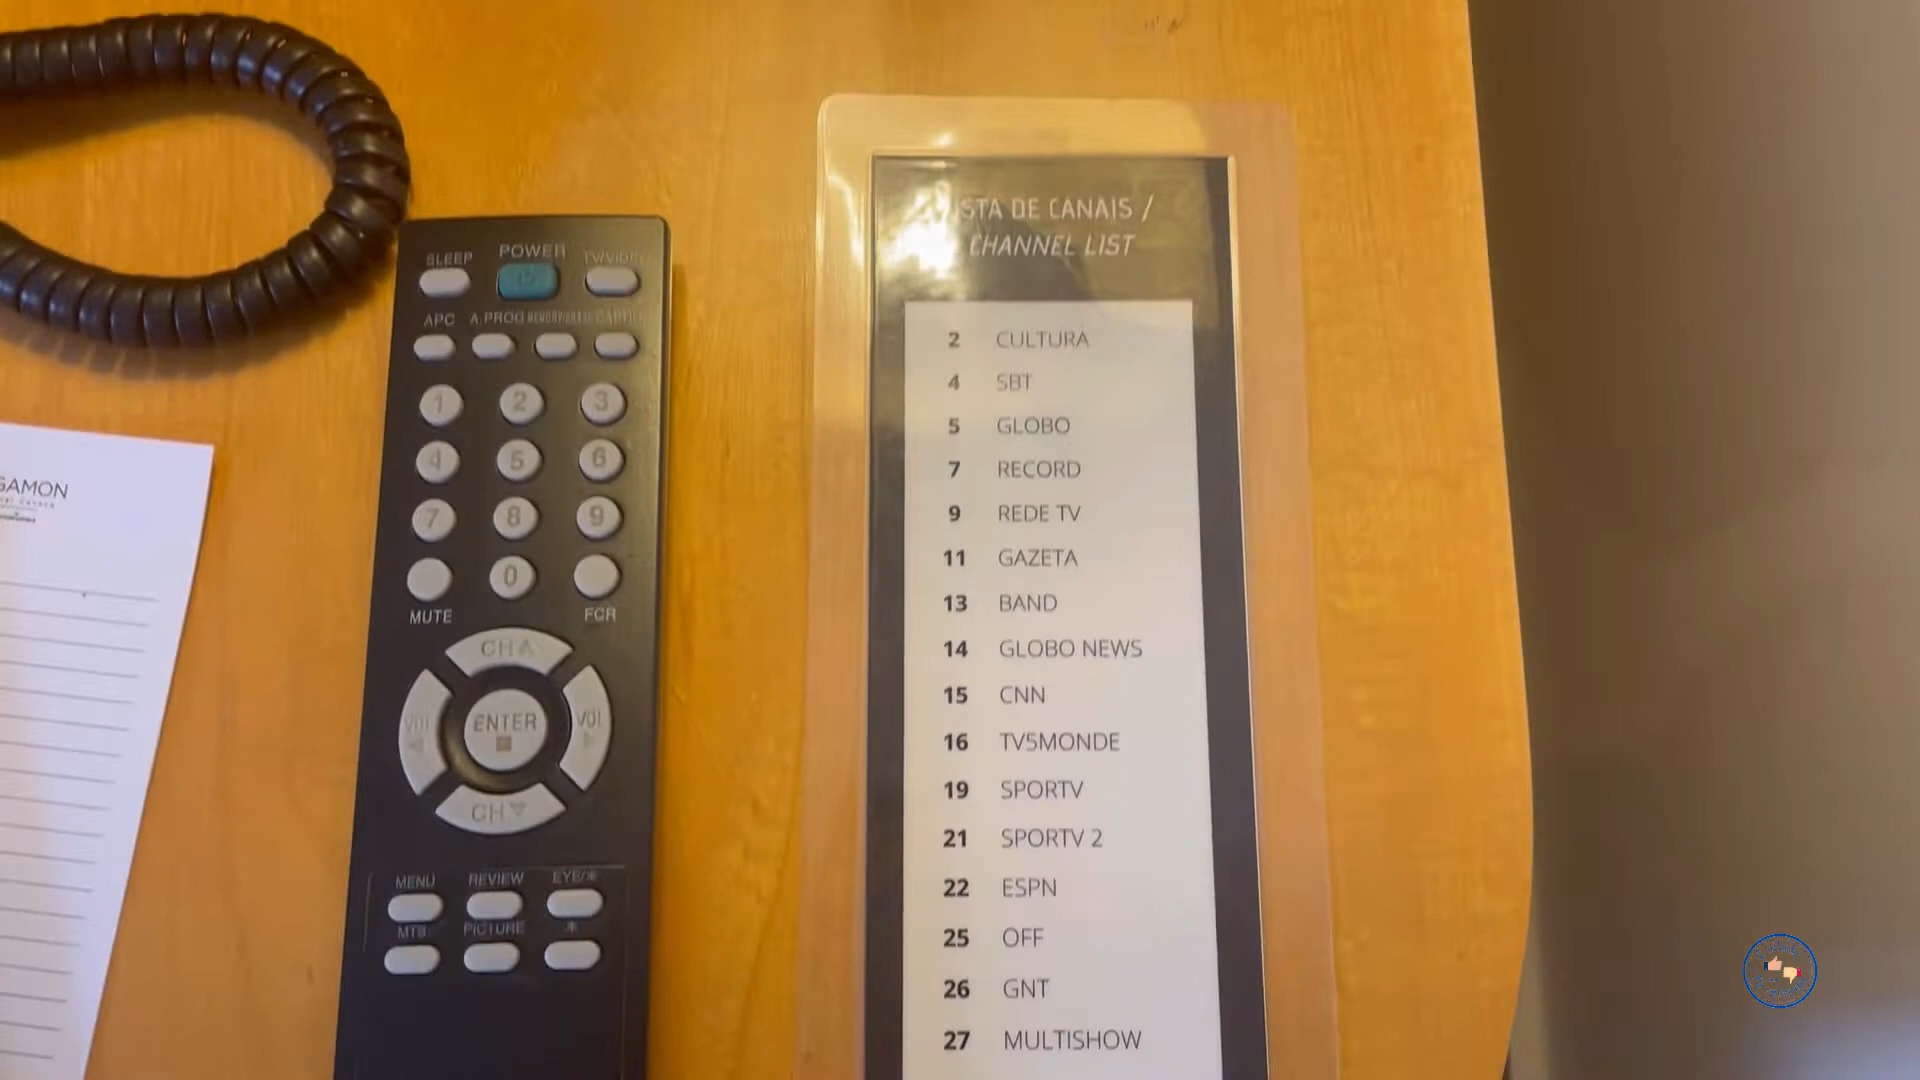 GAMON
SLEEP
POWER
APC
A.PROG
1
2
3
4
5
6
7
8
9
0
MUTE
FCR
CH
VOL
ENTER
VOL
CH
MENU
REVIEW
EYE/*
MTS
PICTURE
*
STA DE CANAIS /
CHANNEL LIST
2 CULTURA
4 SBT
5 GLOBO
7 RECORD
9 REDE TV
11 GAZETA
13 BAND
14 GLOBO NEWS
15 CNN
16 TV5MONDE
19 SPORTV
21 SPORTV 2
22 ESPN
25 OFF
26 GNT
27 MULTISHOW